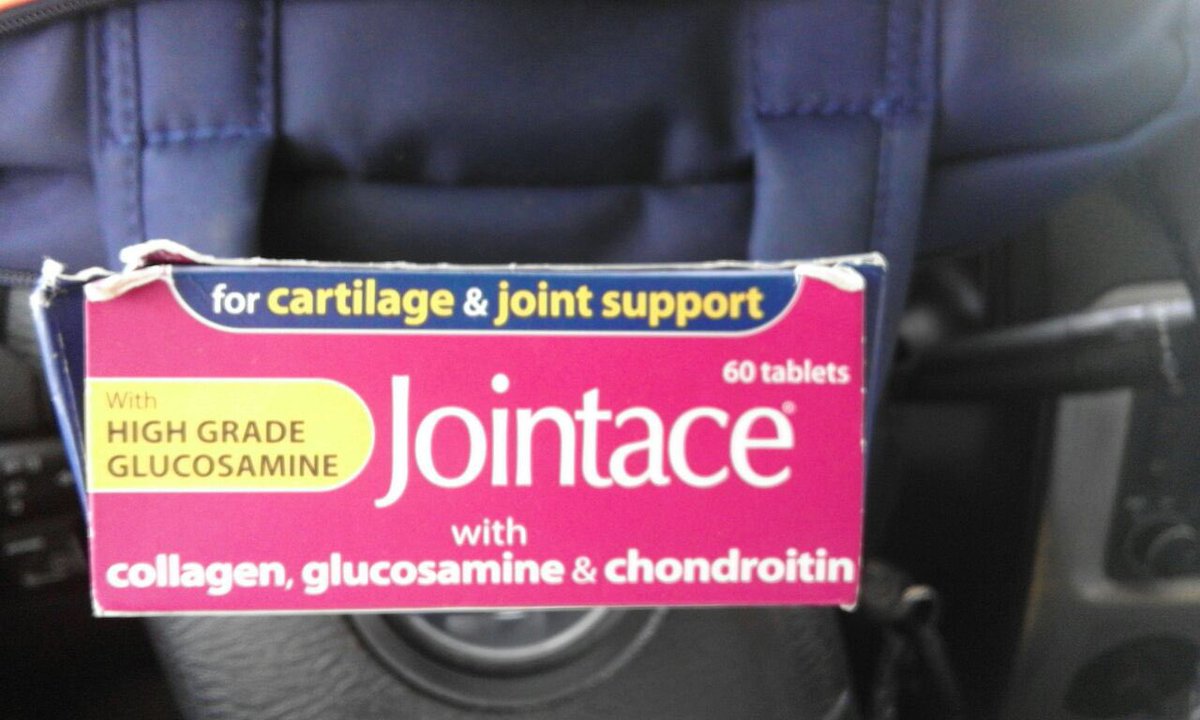 for cartilage & joint support
60 tablets
With
HIGH GRADE
GLUCOSAMINE
Jointace®
with
collagen, glucosamine & chondroitin